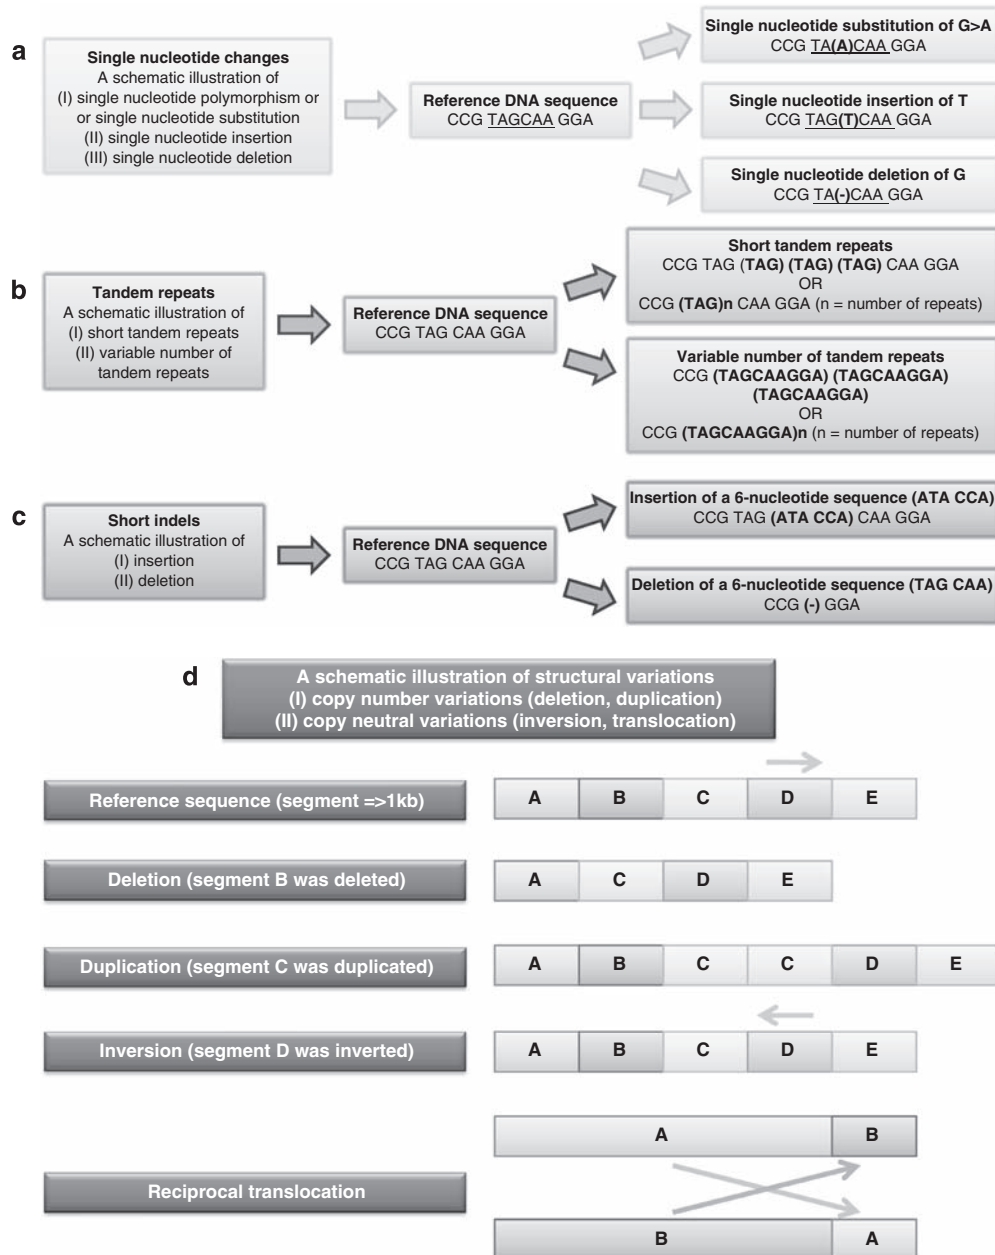 a
Single nucleotide changes
A schematic illustration of
(I) single nucleotide polymorphism or
or single nucleotide substitution
(II) single nucleotide insertion
(III) single nucleotide deletion
Reference DNA sequence
CCG TAGCAA GGA
Single nucleotide substitution of G>A
CCG TA(A)CAA GGA
Single nucleotide insertion of T
CCG TAG(T)CAA GGA
Single nucleotide deletion of G
CCG TA(-)CAA GGA
b
Tandem repeats
A schematic illustration of
(I) short tandem repeats
(II) variable number of
tandem repeats
Reference DNA sequence
CCG TAG CAA GGA
Short tandem repeats
CCG TAG (TAG) (TAG) (TAG) CAA GGA
OR
CCG (TAG)n CAA GGA (n = number of repeats)
Variable number of tandem repeats
CCG (TAGCAAGGA) (TAGCAAGGA)
(TAGCAAGGA)
OR
CCG (TAGCAAGGA)n (n = number of repeats)
c
Short indels
A schematic illustration of
(I) insertion
(II) deletion
Reference DNA sequence
CCG TAG CAA GGA
Insertion of a 6-nucleotide sequence (ATA CCA)
CCG TAG (ATA CCA) CAA GGA
Deletion of a 6-nucleotide sequence (TAG CAA)
CCG (-) GGA
d
A schematic illustration of structural variations
(I) copy number variations (deletion, duplication)
(II) copy neutral variations (inversion, translocation)
Reference sequence (segment =>1kb)
A B C D E
Deletion (segment B was deleted)
A C D E
Duplication (segment C was duplicated)
A B C C D E
Inversion (segment D was inverted)
A B C D E
Reciprocal translocation
A B
B A